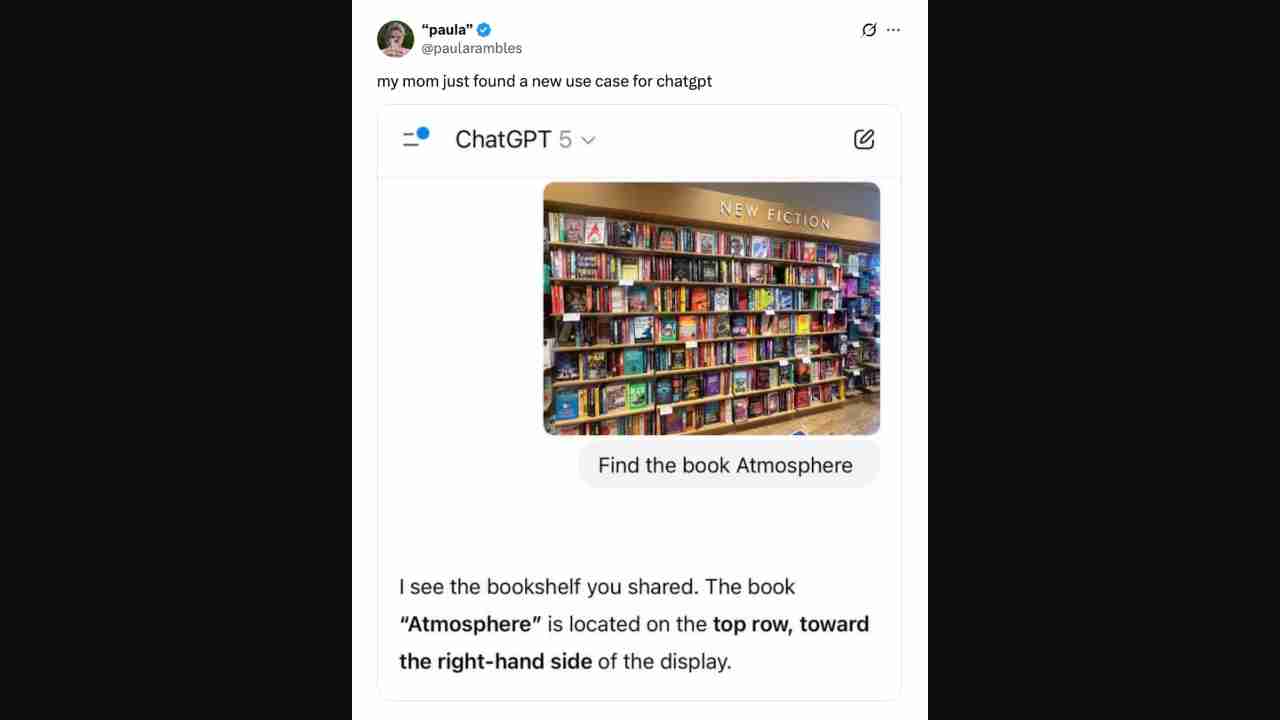 “paula”
@paularambles
my mom just found a new use case for chatgpt
ChatGPT 5
NEW FICTION
Find the book Atmosphere
I see the bookshelf you shared. The book
“Atmosphere” is located on the top row, toward
the right-hand side of the display.